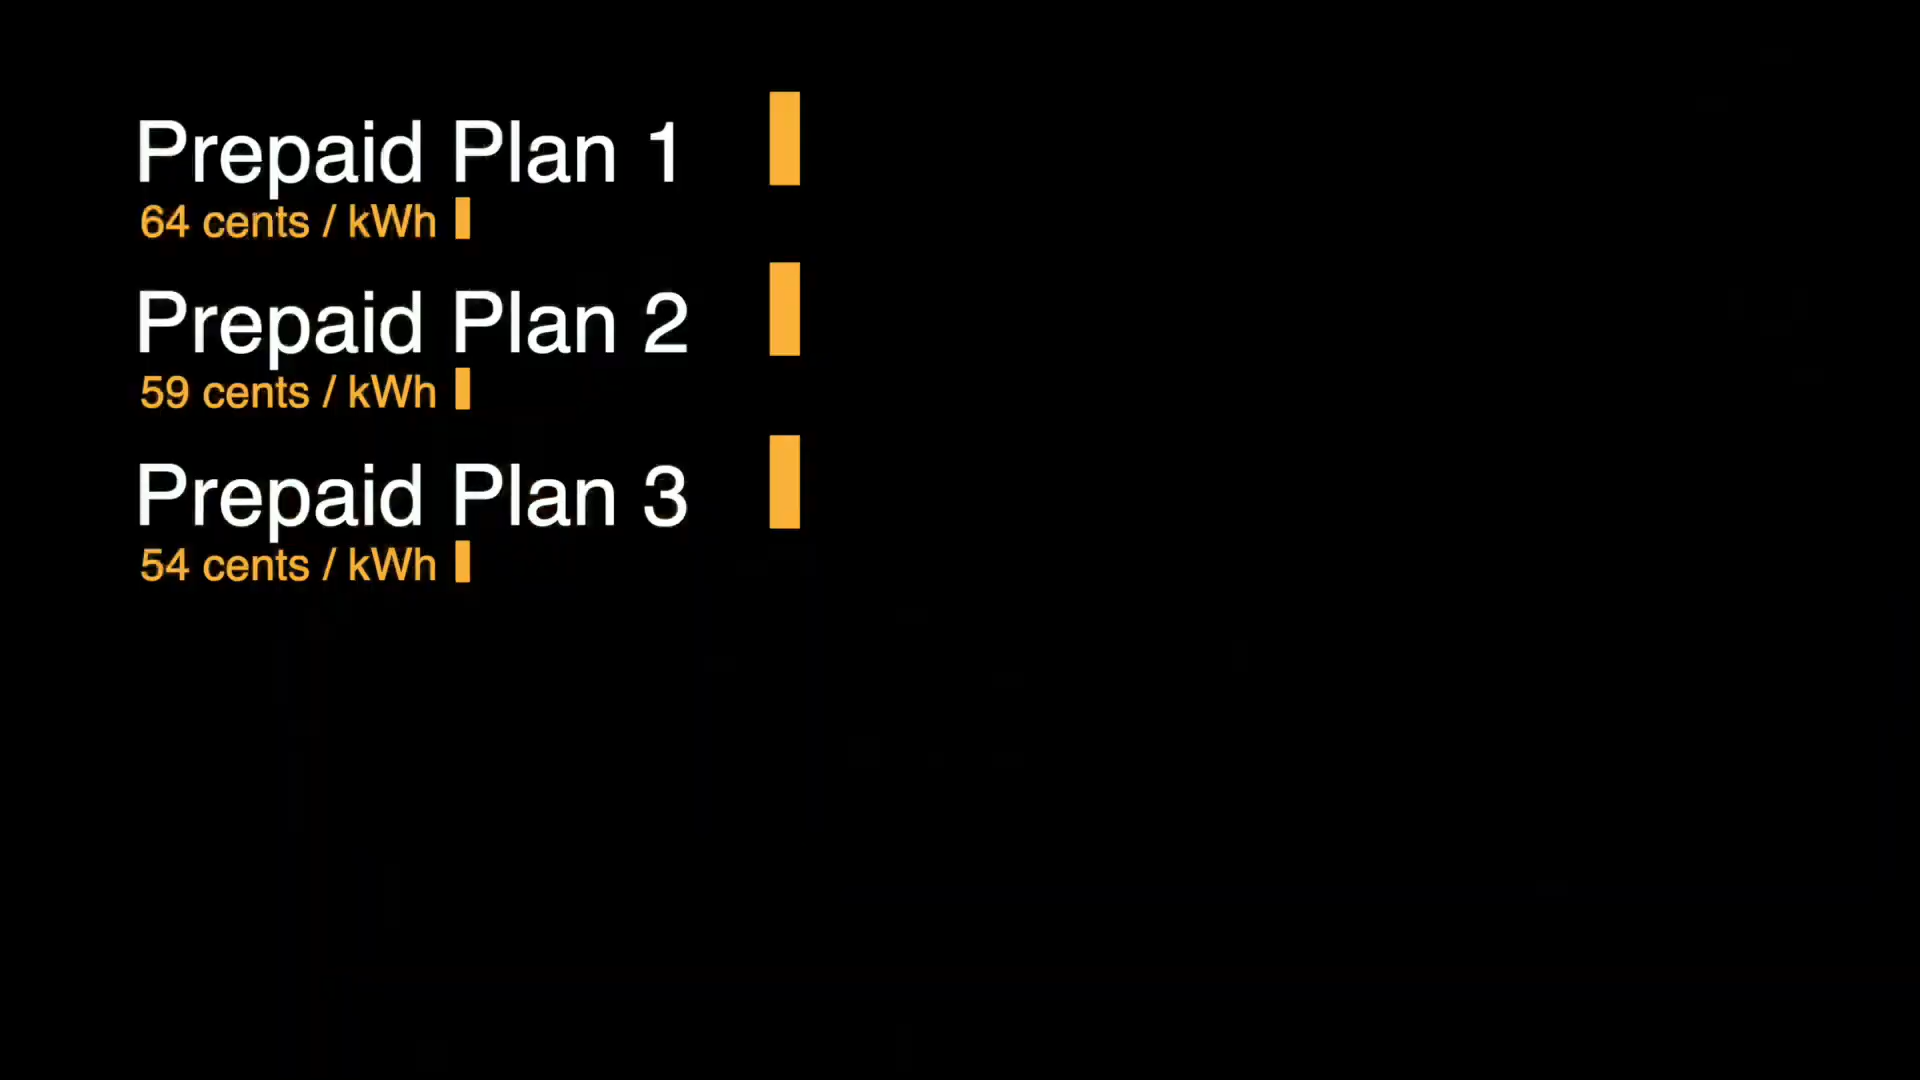 Prepaid Plan 1
64 cents / kWh
Prepaid Plan 2
59 cents / kWh
Prepaid Plan 3
54 cents / kWh